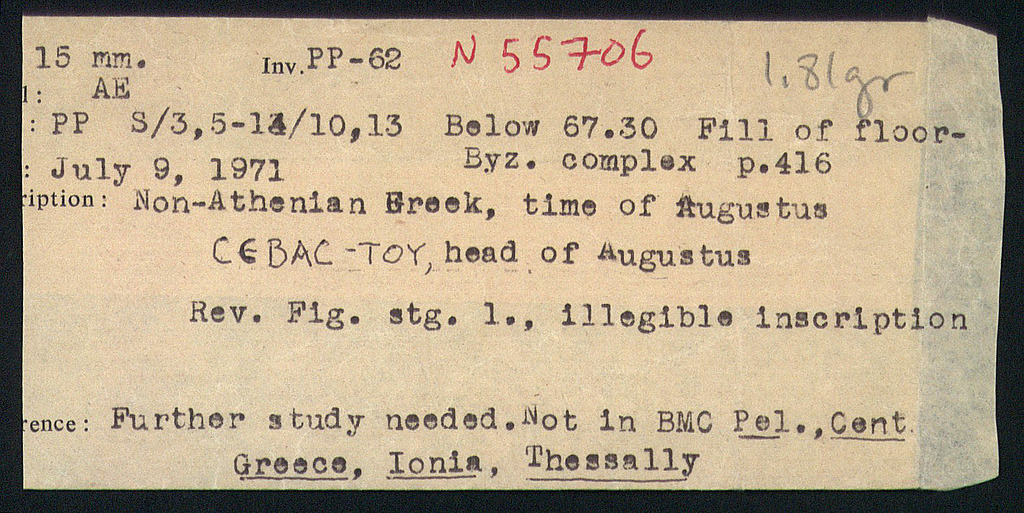 15 mm. Inv. PP-62 N 55706 1.81gr
l: AE
: PP S/3,5-14/10,13 Below 67.30 Fill of floor-
: July 9, 1971 Byz. complex p.416
ription: Non-Athenian Greek, time of Augustus
CЄBAC-TOY, head of Augustus
Rev. Fig. stg. l., illegible inscription
rence: Further study needed. Not in BMC Pel., Cent.
Greece, Ionia, Thessally